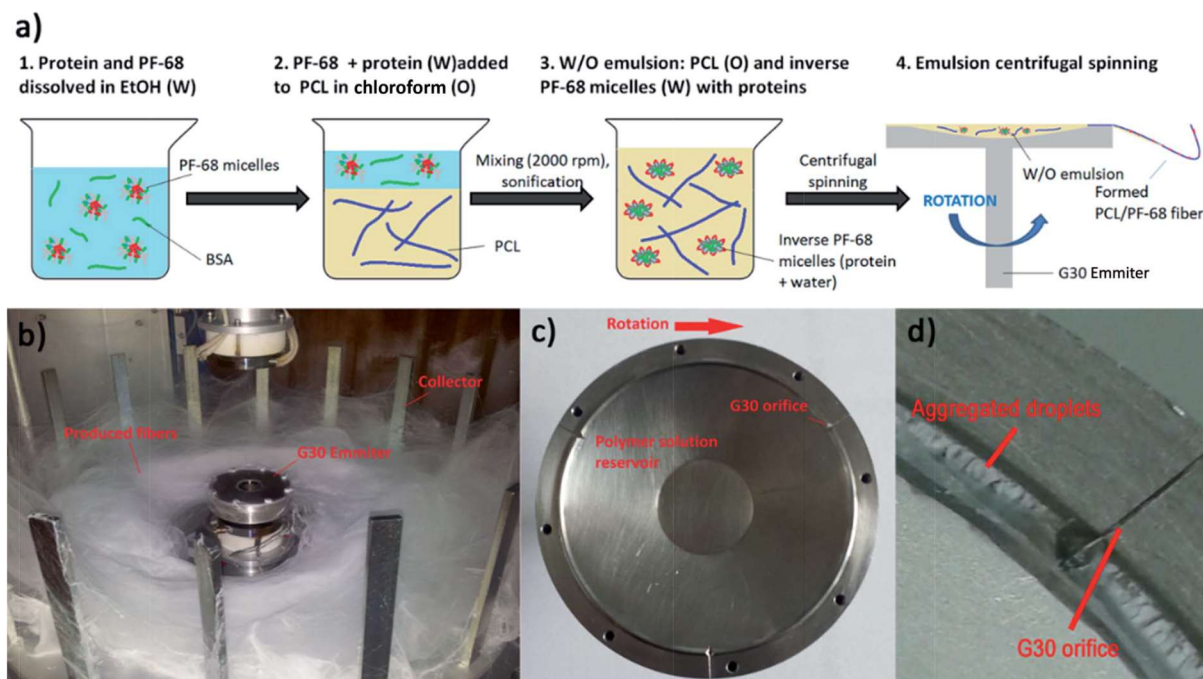 a)
1. Protein and PF-68
dissolved in EtOH (W)
2. PF-68 + protein (W)added
to PCL in chloroform (O)
3. W/O emulsion: PCL (O) and inverse
PF-68 micelles (W) with proteins
4. Emulsion centrifugal spinning
PF-68 micelles
BSA
PCL
Mixing (2000 rpm),
sonification
Inverse PF-68
micelles (protein
+ water)
Centrifugal
spinning
W/O emulsion
Formed
PCL/PF-68 fiber
ROTATION
G30 Emmiter
b)
Collector
Produced fibers
G30 Emmiter
c)
Rotation
G30 orifice
Polymer solution
reservoir
d)
Aggregated droplets
G30 orifice